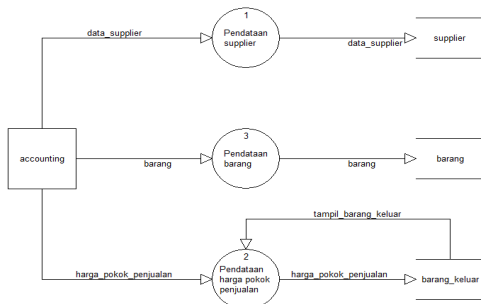 1
data_supplier
Pendataan
supplier
data_supplier
supplier
3
accounting
Pendataan
barang
barang
barang
barang
tampil_barang_keluar
2
Pendataan
harga pokok
penjualan
harga_pokok_penjualan
harga_pokok_penjualan
barang_keluar